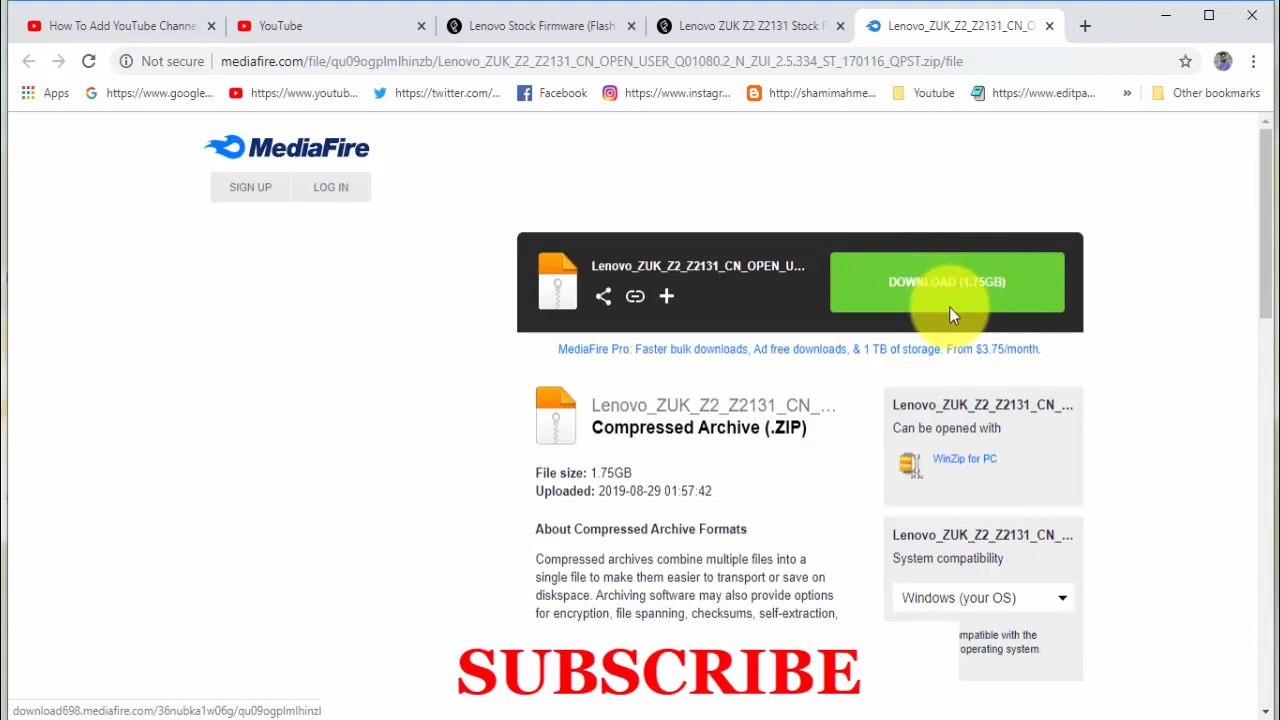 How To Add YouTube Channe
YouTube
Lenovo Stock Firmware (Flash
Lenovo ZUK Z2 Z2131 Stock F
Lenovo_ZUK_Z2_Z2131_CN_O
Not secure
mediafire.com/file/qu09ogplmlhinzb/Lenovo_ZUK_Z2_Z2131_CN_OPEN_USER_Q01080.2_N_ZUI_2.5.334_ST_170116_QPST.zip/file
Apps
https://www.google...
https://www.youtub...
https://twitter.com/...
Facebook
https://www.instagr...
http://shamimahme...
Youtube
https://www.editpa...
»
Other bookmarks
MediaFire
SIGN UP
LOG IN
Lenovo_ZUK_Z2_Z2131_CN_OPEN_U...
DOWNLOAD (1.75GB)
MediaFire Pro: Faster bulk downloads, Ad free downloads, & 1 TB of storage. From $3.75/month.
Lenovo_ZUK_Z2_Z2131_CN_...
Compressed Archive (.ZIP)
File size: 1.75GB
Uploaded: 2019-08-29 01:57:42
About Compressed Archive Formats
Compressed archives combine multiple files into a
single file to make them easier to transport or save on
diskspace. Archiving software may also provide options
for encryption, file spanning, checksums, self-extraction,
Lenovo_ZUK_Z2_Z2131_CN_...
Can be opened with
WinZip for PC
Lenovo_ZUK_Z2_Z2131_CN_...
System compatibility
Windows (your OS)
mpatible with the
operating system.
SUBSCRIBE
download698.mediafire.com/36nubka1w06g/qu09ogplmlhinzl